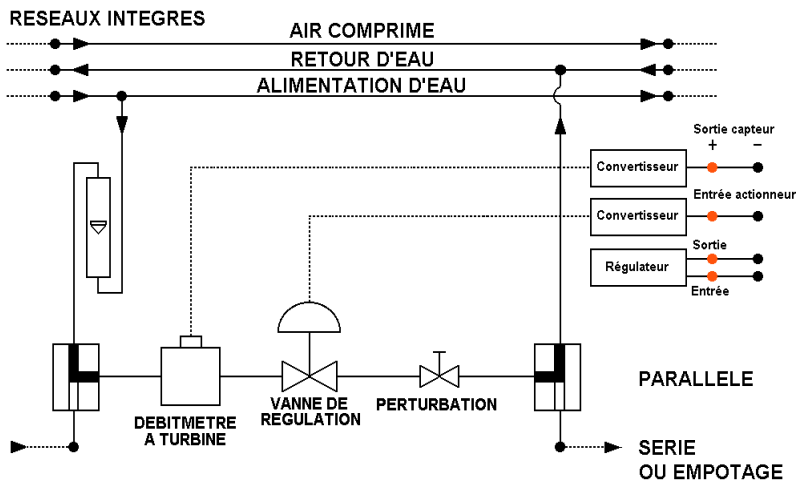 RESEAUX INTEGRES
AIR COMPRIME
RETOUR D'EAU
ALIMENTATION D'EAU
Sortie capteur
+ –
Convertisseur
Entrée actionneur
Convertisseur
Sortie
Régulateur
Entrée
PARALLELE
DEBITMETRE
A TURBINE
VANNE DE
REGULATION
PERTURBATION
SERIE
OU EMPOTAGE